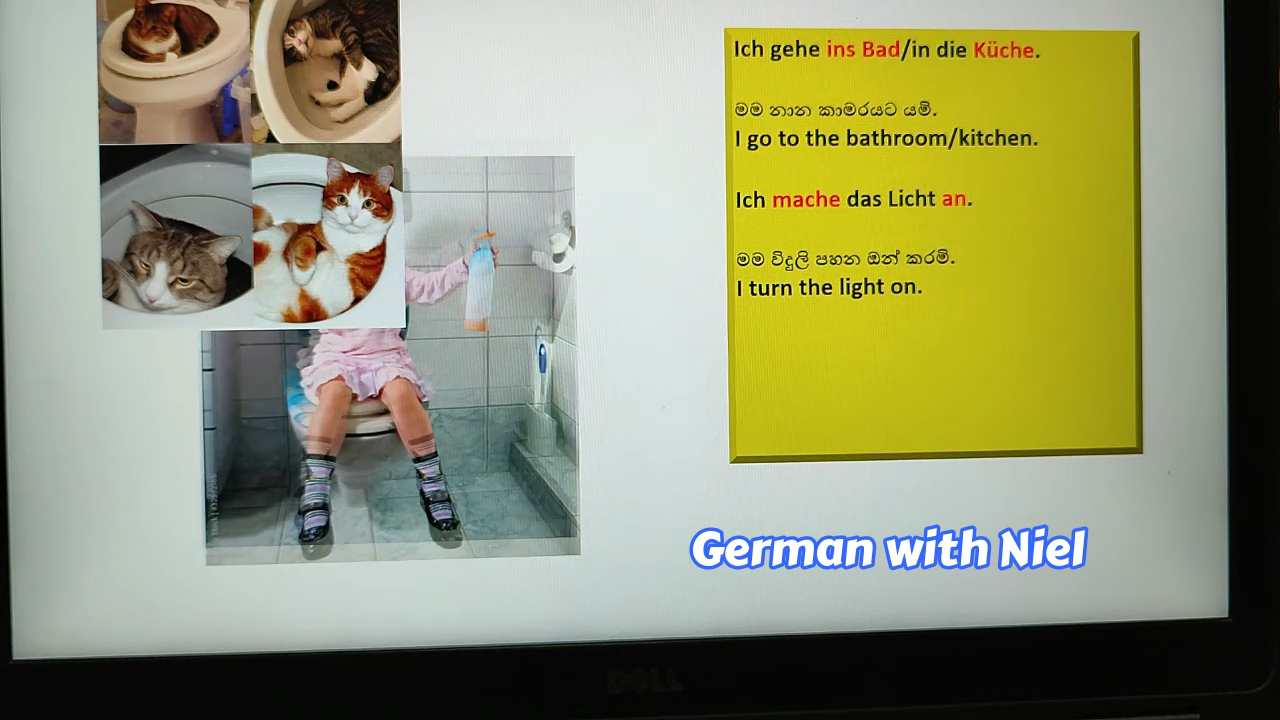 Ich gehe ins Bad/in die Küche.
මම නාන කාමරයට යමි.
I go to the bathroom/kitchen.
Ich mache das Licht an.
මම විදුලි පහන ඔන් කරමි.
I turn the light on.
German with Niel
DELL